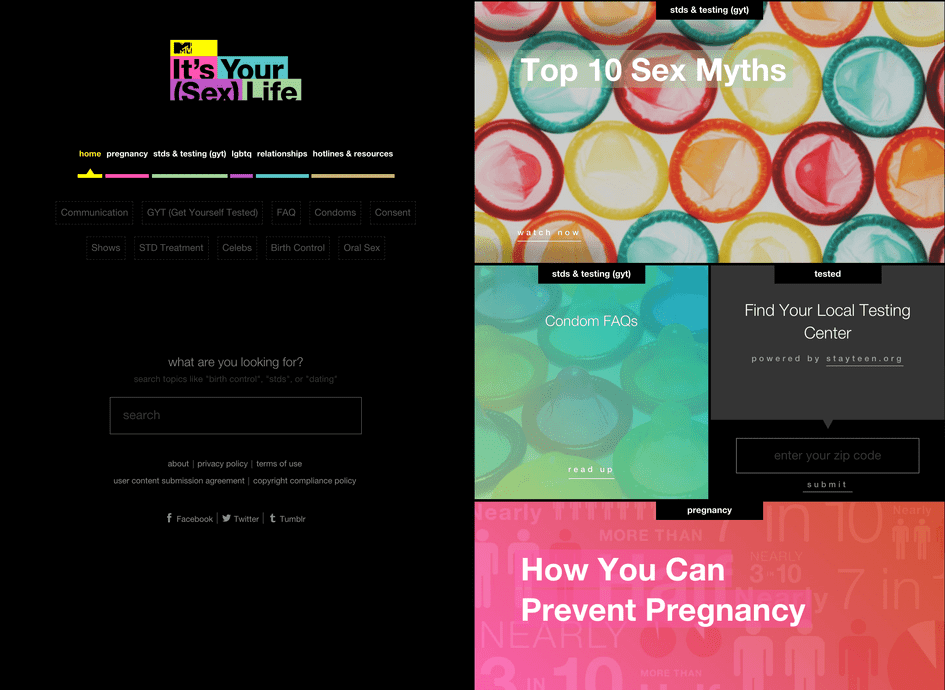 MTV
It's Your
(Sex) Life
home pregnancy stds & testing (gyt) lgbtq relationships hotlines & resources
Communication GYT (Get Yourself Tested) FAQ Condoms Consent
Shows STD Treatment Celebs Birth Control Oral Sex
what are you looking for?
search topics like "birth control", "stds", or "dating"
search
about | privacy policy | terms of use
user content submission agreement | copyright compliance policy
Facebook | Twitter | Tumblr
stds & testing (gyt)
Top 10 Sex Myths
watch now
stds & testing (gyt)
Condom FAQs
read up
tested
Find Your Local Testing
Center
powered by stayteen.org
enter your zip code
submit
pregnancy
Nearly
7 in 10
Nearly
MORE THAN
Half
NEARLY
3 IN 10
Nearly
7 in
How You Can
Prevent Pregnancy
NEARLY
3 IN 10
MORE THAN
Half